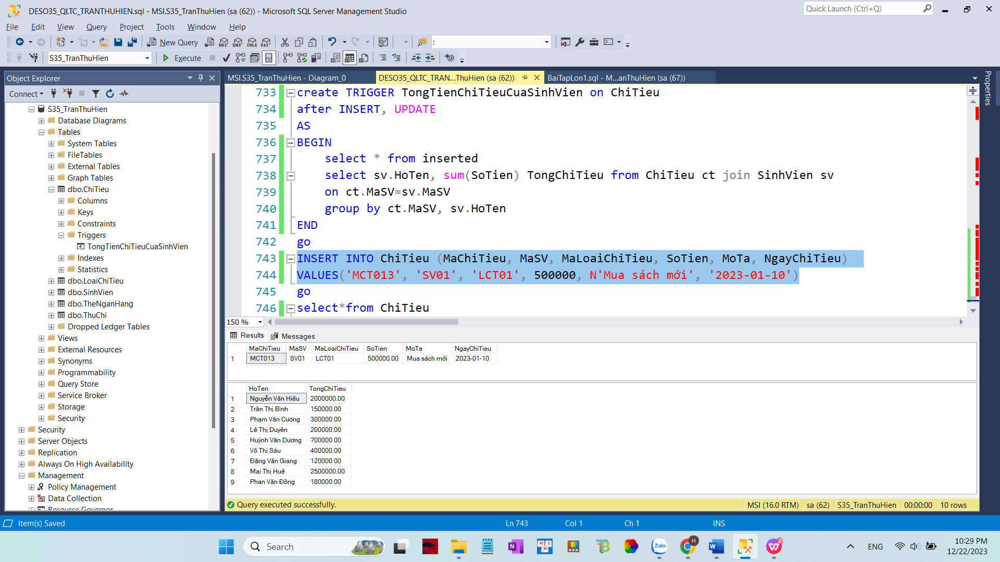 DESO35_QLTC_TRANTHUHIEN.sql - MSI.S35_TranThuHien (sa (62)) - Microsoft SQL Server Management Studio
Quick Launch (Ctrl+Q)
File Edit View Query Project Tools Window Help
New Query MDX DMX XMLA DAX :
S35_TranThuHien Execute
Object Explorer
Connect
S35_TranThuHien
Database Diagrams
Tables
System Tables
FileTables
External Tables
Graph Tables
dbo.ChiTieu
Columns
Keys
Constraints
Triggers
TongTienChiTieuCuaSinhVien
Indexes
Statistics
dbo.LoaiChiTieu
dbo.SinhVien
dbo.TheNganHang
dbo.ThuChi
Dropped Ledger Tables
Views
External Resources
Synonyms
Programmability
Query Store
Service Broker
Storage
Security
Security
Server Objects
Replication
Always On High Availability
Management
Policy Management
Data Collection
Resource Governor
MSI.S35_TranThuHien - Diagram_0 DESO35_QLTC_TRAN...ThuHien (sa (62)) BaiTapLon1.sql - M...anThuHien (sa (67))
Properties
733 create TRIGGER TongTienChiTieuCuaSinhVien on ChiTieu
734 after INSERT, UPDATE
735 AS
736 BEGIN
737 select * from inserted
738 select sv.HoTen, sum(SoTien) TongChiTieu from ChiTieu ct join SinhVien sv
739 on ct.MaSV=sv.MaSV
740 group by ct.MaSV, sv.HoTen
741 END
742 go
743 INSERT INTO ChiTieu (MaChiTieu, MaSV, MaLoaiChiTieu, SoTien, MoTa, NgayChiTieu)
744 VALUES('MCT013', 'SV01', 'LCT01', 500000, N'Mua sách mới', '2023-01-10')
745 go
746 select*from ChiTieu
150 %
Results Messages
MaChiTieu MaSV MaLoaiChiTieu SoTien MoTa NgayChiTieu
1 MCT013 SV01 LCT01 500000.00 Mua sách mới 2023-01-10
HoTen TongChiTieu
1 Nguyễn Văn Hiếu 2000000.00
2 Trần Thị Bình 150000.00
3 Phạm Văn Cương 300000.00
4 Lê Thị Duyên 200000.00
5 Huỳnh Văn Dương 700000.00
6 Võ Thị Sáu 400000.00
7 Đặng Văn Giang 120000.00
8 Mai Thị Huệ 2500000.00
9 Phan Văn Đồng 180000.00
Query executed successfully. MSI (16.0 RTM) sa (62) S35_TranThuHien 00:00:00 10 rows
Item(s) Saved Ln 743 Col 1 Ch 1 INS
Search Zalo H ENG 10:29 PM
12/22/2023